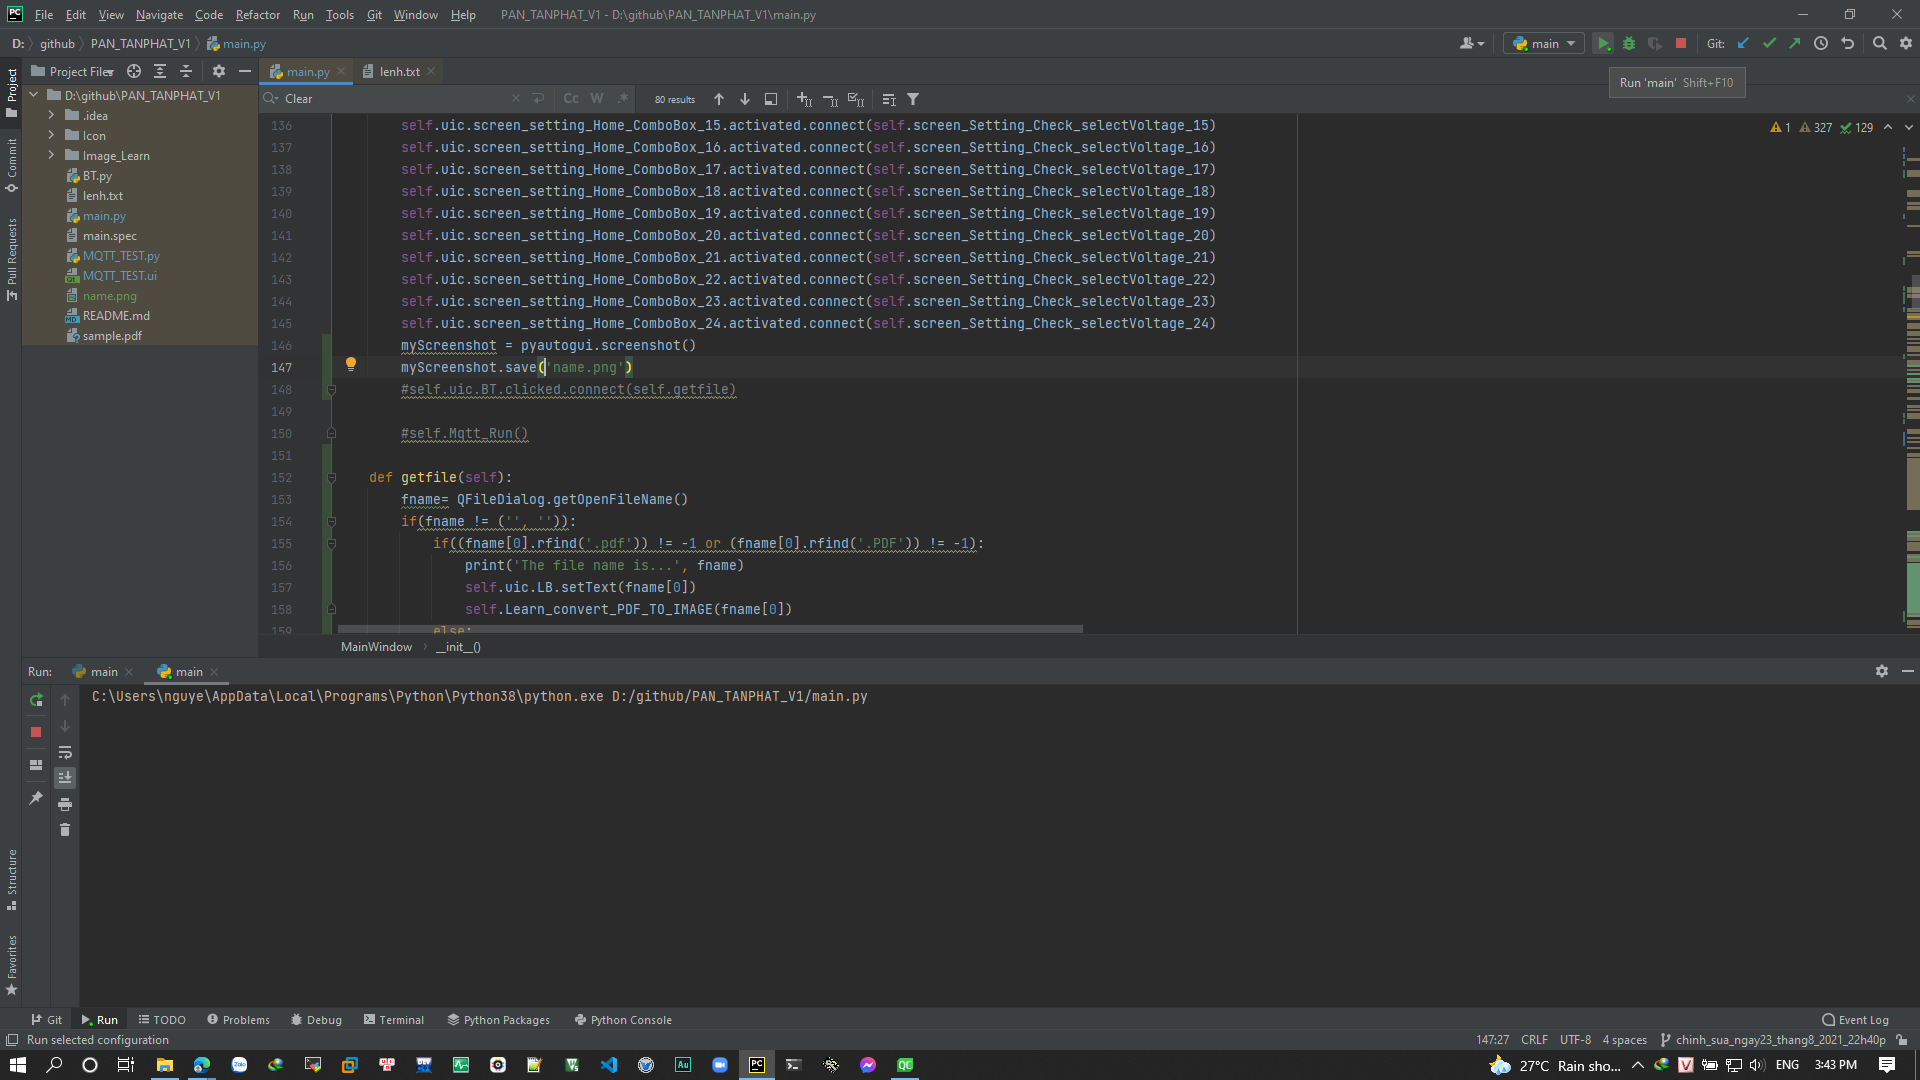 File Edit View Navigate Code Refactor Run Tools Git Window Help PAN_TANPHAT_V1 - D:\github\PAN_TANPHAT_V1\main.py
D: github PAN_TANPHAT_V1 main.py
main
Git:
Project Files
main.py
lenh.txt
Run 'main' Shift+F10
Clear
Cc W .*
80 results
Project
Commit
Pull Requests
Structure
Favorites
D:\github\PAN_TANPHAT_V1
.idea
Icon
Image_Learn
BT.py
lenh.txt
main.py
main.spec
MQTT_TEST.py
MQTT_TEST.ui
name.png
README.md
sample.pdf
1 327 129
136 self.uic.screen_setting_Home_ComboBox_15.activated.connect(self.screen_Setting_Check_selectVoltage_15)
137 self.uic.screen_setting_Home_ComboBox_16.activated.connect(self.screen_Setting_Check_selectVoltage_16)
138 self.uic.screen_setting_Home_ComboBox_17.activated.connect(self.screen_Setting_Check_selectVoltage_17)
139 self.uic.screen_setting_Home_ComboBox_18.activated.connect(self.screen_Setting_Check_selectVoltage_18)
140 self.uic.screen_setting_Home_ComboBox_19.activated.connect(self.screen_Setting_Check_selectVoltage_19)
141 self.uic.screen_setting_Home_ComboBox_20.activated.connect(self.screen_Setting_Check_selectVoltage_20)
142 self.uic.screen_setting_Home_ComboBox_21.activated.connect(self.screen_Setting_Check_selectVoltage_21)
143 self.uic.screen_setting_Home_ComboBox_22.activated.connect(self.screen_Setting_Check_selectVoltage_22)
144 self.uic.screen_setting_Home_ComboBox_23.activated.connect(self.screen_Setting_Check_selectVoltage_23)
145 self.uic.screen_setting_Home_ComboBox_24.activated.connect(self.screen_Setting_Check_selectVoltage_24)
146 myScreenshot = pyautogui.screenshot()
147 myScreenshot.save('name.png')
148 #self.uic.BT.clicked.connect(self.getfile)
149
150 #self.Mqtt_Run()
151
152 def getfile(self):
153 fname= QFileDialog.getOpenFileName()
154 if(fname != ('', '')):
155 if((fname[0].rfind('.pdf')) != -1 or (fname[0].rfind('.PDF')) != -1):
156 print('The file name is...', fname)
157 self.uic.LB.setText(fname[0])
158 self.Learn_convert_PDF_TO_IMAGE(fname[0])
159 else:
MainWindow __init__()
Run: main main
C:\Users\nguye\AppData\Local\Programs\Python\Python38\python.exe D:/github/PAN_TANPHAT_V1/main.py
Git Run TODO Problems Debug Terminal Python Packages Python Console Event Log
Run selected configuration 147:27 CRLF UTF-8 4 spaces chinh_sua_ngay23_thang8_2021_22h40p
27°C Rain sho... ENG 3:43 PM